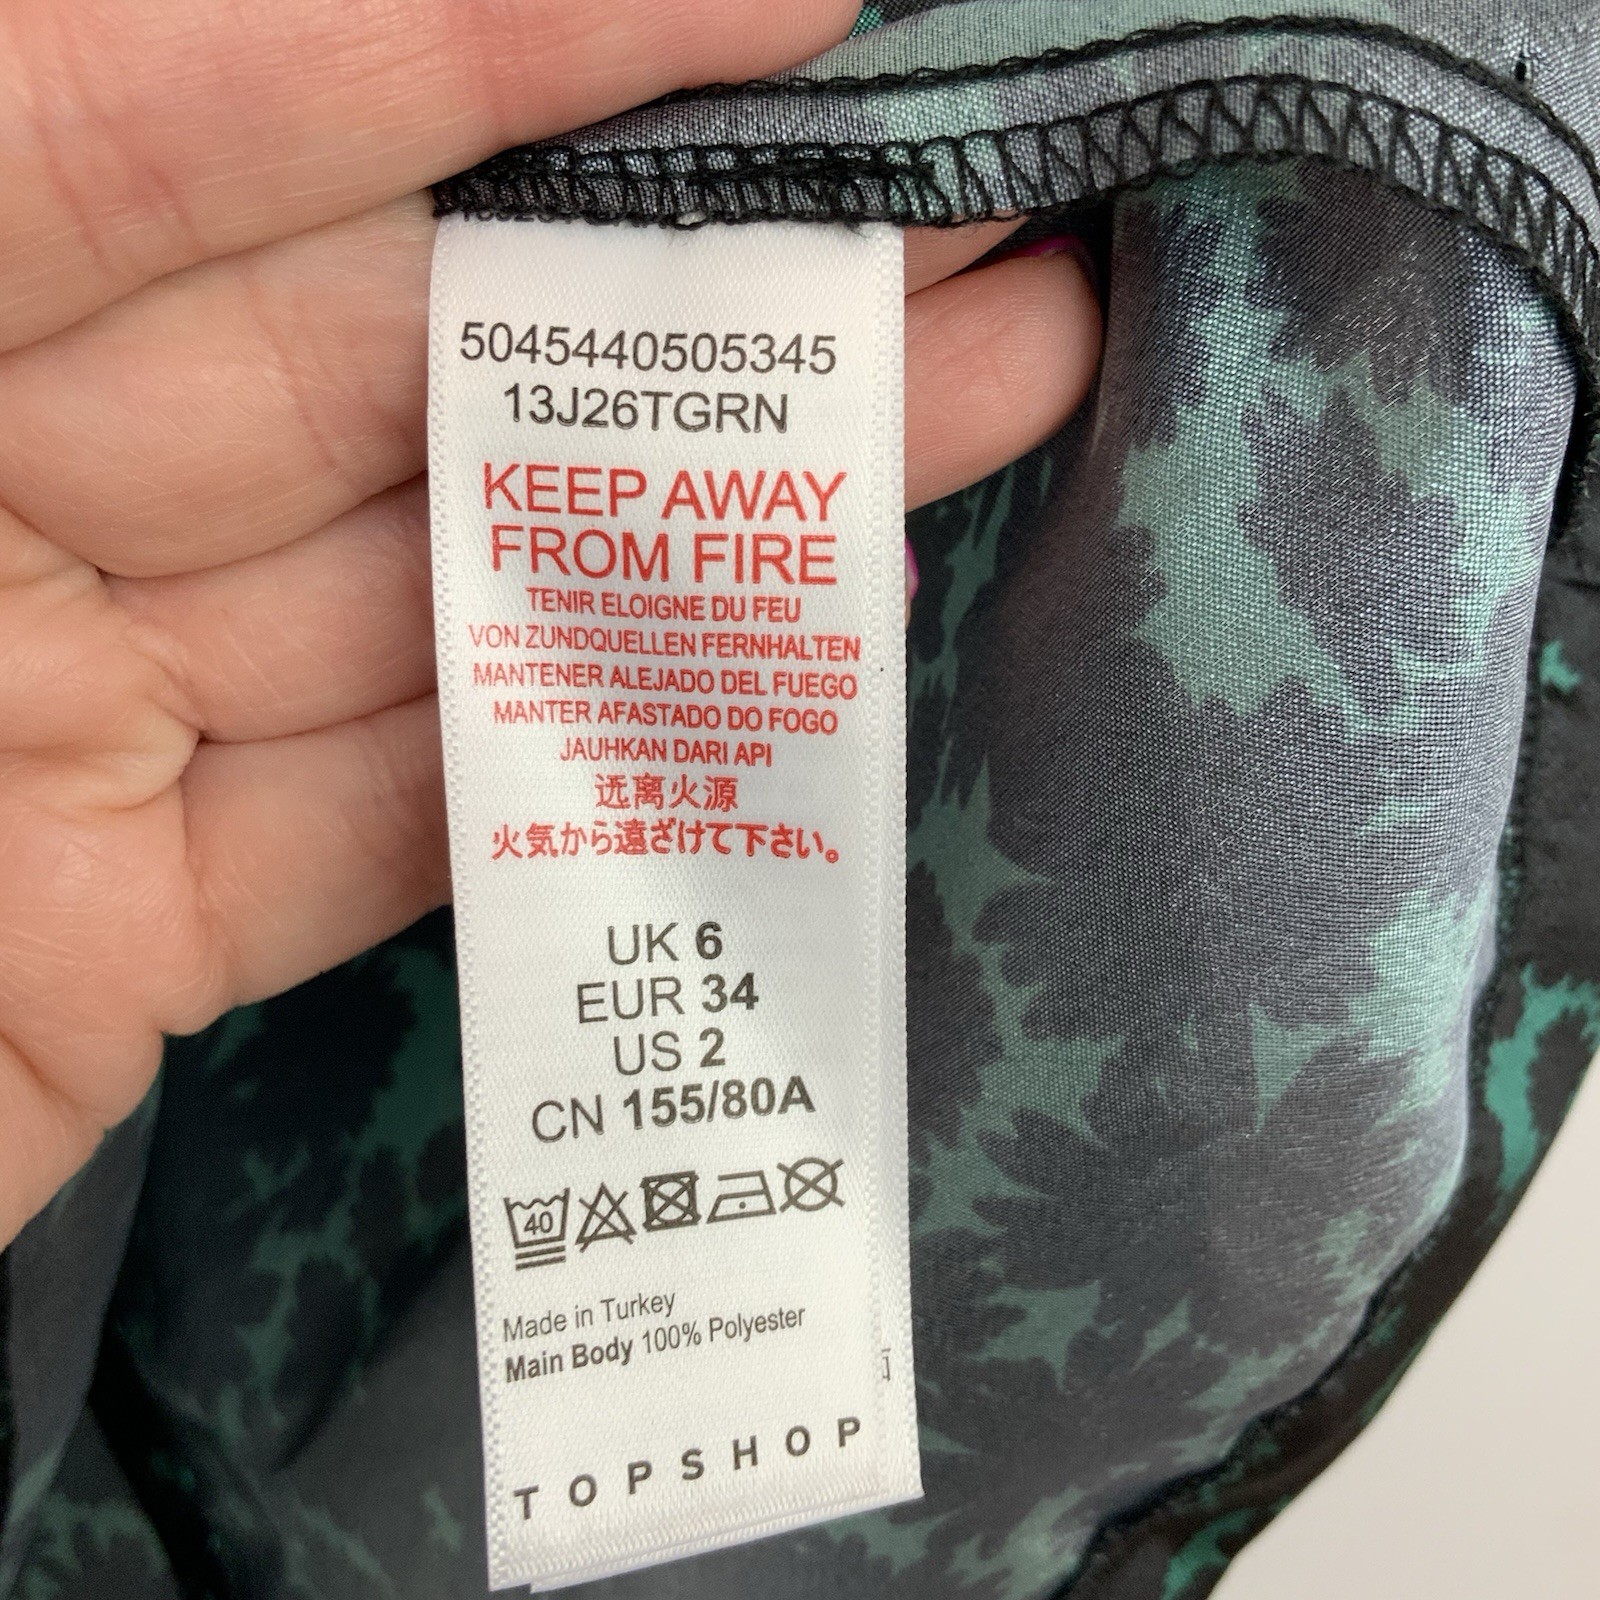 5045440505345
13J26TGRN
KEEP AWAY
FROM FIRE
TENIR ELOIGNE DU FEU
VON ZUNDQUELLEN FERNHALTEN
MANTENER ALEJADO DEL FUEGO
MANTER AFASTADO DO FOGO
JAUHKAN DARI API
远离火源
火気から遠ざけて下さい。
UK 6
EUR 34
US 2
CN 155/80A
40
Made in Turkey
Main Body 100% Polyester
TOPSHOP